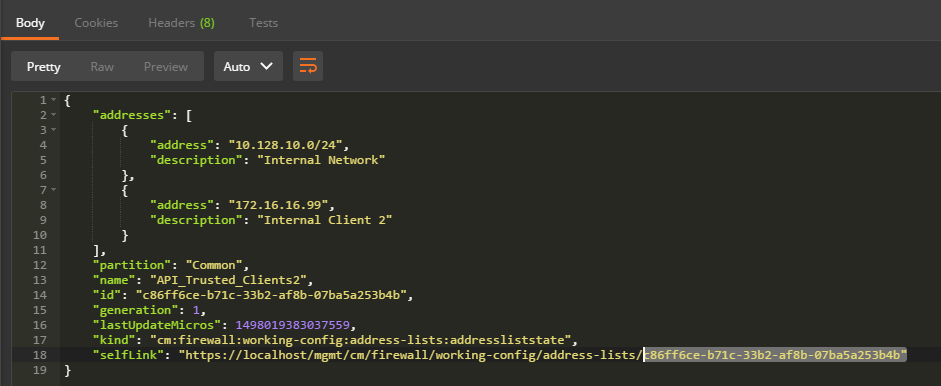 Body Cookies Headers (8) Tests
Pretty Raw Preview Auto
1 {
2 "addresses": [
3 {
4 "address": "10.128.10.0/24",
5 "description": "Internal Network"
6 },
7 {
8 "address": "172.16.16.99",
9 "description": "Internal Client 2"
10 }
11 ],
12 "partition": "Common",
13 "name": "API_Trusted_Clients2",
14 "id": "c86ff6ce-b71c-33b2-af8b-07ba5a253b4b",
15 "generation": 1,
16 "lastUpdateMicros": 1498019383037559,
17 "kind": "cm:firewall:working-config:address-lists:addressliststate",
18 "selfLink": "https://localhost/mgmt/cm/firewall/working-config/address-lists/c86ff6ce-b71c-33b2-af8b-07ba5a253b4b"
19 }